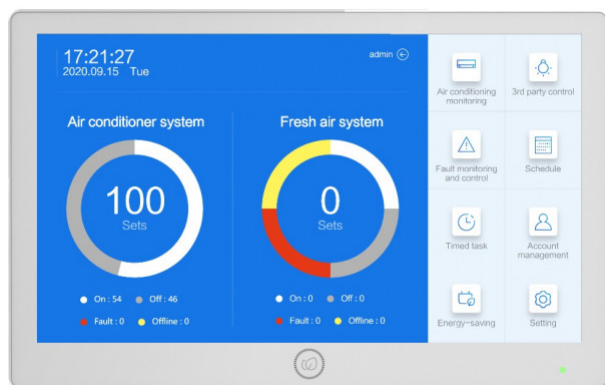 17:21:27
2020.09.15 Tue
admin
Air conditioner system
100
Sets
On : 54 Off : 46
Fault : 0 Offline : 0
Fresh air system
0
Sets
On : 0 Off : 0
Fault : 0 Offline : 0
Air conditioning
monitoring
3rd party control
Fault monitoring
and control
Schedule
Timed task
Account
management
Energy-saving
Setting